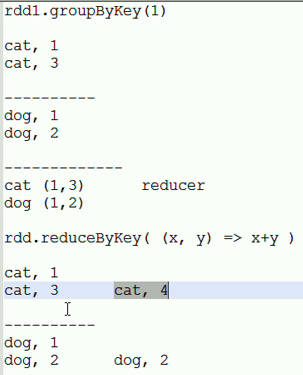 rdd1.groupByKey(1)
cat, 1
cat, 3
----------
dog, 1
dog, 2
-------------
cat (1,3)      reducer
dog (1,2)
rdd.reduceByKey( (x, y) => x+y )
cat, 1
cat, 3      cat, 4
----------
dog, 1
dog, 2      dog, 2